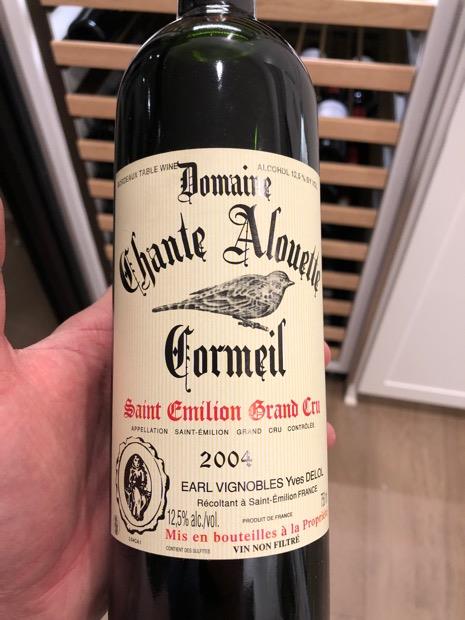 BORDEAUX TABLE WINE
ALCOHOL 12,5 % BY VOL.
Domaine
Chante Alouette
Cormeil
Saint Emilion Grand Cru
APPELLATION SAINT-ÉMILION GRAND CRU CONTRÔLÉE
2004
EARL VIGNOBLES Yves DELOL
Récoltant à Saint-Émilion FRANCE
12,5% alc./vol.
PRODUIT DE FRANCE
Mis en bouteilles à la Propriété
CONTIENT DES SULFITES
VIN NON FILTRÉ